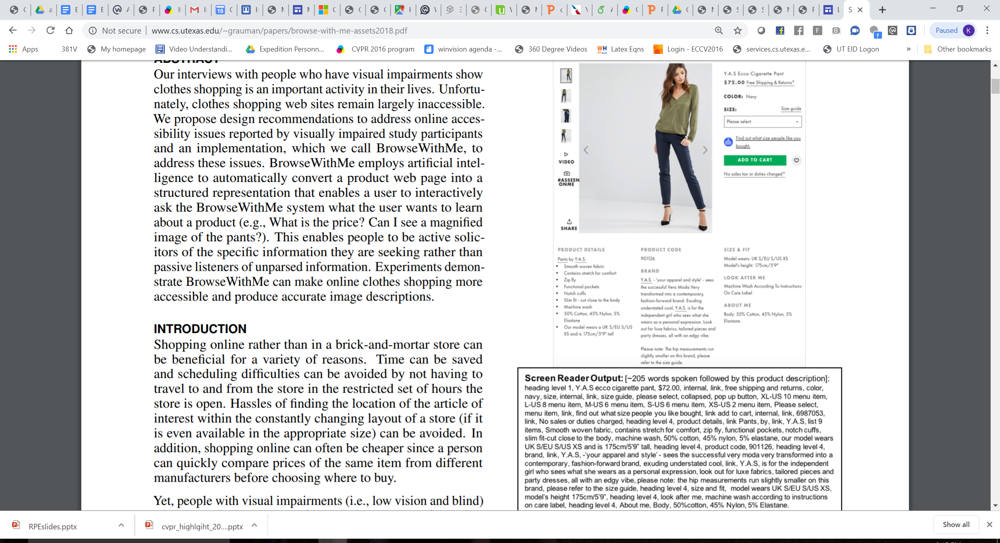 Not secure
www.cs.utexas.edu/~grauman/papers/browse-with-me-assets2018.pdf
Paused
K
Apps
381V
My homepage
Video Understandi...
Expedition Personn...
CVPR 2016 program
winvision agenda -...
360 Degree Videos
Latex Eqns
Login - ECCV2016
services.cs.utexas.e...
UT EID Logon
»
Other bookmarks
ABSTRACT
Our interviews with people who have visual impairments show
clothes shopping is an important activity in their lives. Unfortu-
nately, clothes shopping web sites remain largely inaccessible.
We propose design recommendations to address online acces-
sibility issues reported by visually impaired study participants
and an implementation, which we call BrowseWithMe, to
address these issues. BrowseWithMe employs artificial intel-
ligence to automatically convert a product web page into a
structured representation that enables a user to interactively
ask the BrowseWithMe system what the user wants to learn
about a product (e.g., What is the price? Can I see a magnified
image of the pants?). This enables people to be active solic-
itors of the specific information they are seeking rather than
passive listeners of unparsed information. Experiments demon-
strate BrowseWithMe can make online clothes shopping more
accessible and produce accurate image descriptions.
INTRODUCTION
Shopping online rather than in a brick-and-mortar store can
be beneficial for a variety of reasons. Time can be saved
and scheduling difficulties can be avoided by not having to
travel to and from the store in the restricted set of hours the
store is open. Hassles of finding the location of the article of
interest within the constantly changing layout of a store (if it
is even available in the appropriate size) can be avoided. In
addition, shopping online can often be cheaper since a person
can quickly compare prices of the same item from different
manufacturers before choosing where to buy.
Yet, people with visual impairments (i.e., low vision and blind)
VIDEO
#ASSEEN
ONME
SHARE
Y.A.S Ecco Cigarette Pant
$72.00 Free Shipping & Returns*
COLOR: Navy
SIZE:
Size guide
Please select
Find out what size people like you
bought.
ADD TO CART
No sales tax or duties charged*
PRODUCT DETAILS
Pants by Y.A.S.
• Smooth woven fabric
• Contains stretch for comfort
• Zip fly
• Functional pockets
• Notch cuffs
• Slim fit - cut close to the body
• Machine wash
• 50% Cotton, 45% Nylon, 5%
Elastane
• Our model wears a UK S/EU S/US
XS and is 175cm/5'9" tall
PRODUCT CODE
901126
BRAND
Y.A.S. - 'your apparel and style' - sees
the successful Vero Moda Very
transformed into a contemporary,
fashion-forward brand. Exuding
understated cool, Y.A.S. is for the
independent girl who sees what she
wears as a personal expression. Look
out for luxe fabrics, tailored pieces and
party dresses, all with an edgy vibe.
Please note: The hip measurements run
slightly smaller on this brand, please
refer to the size guide.
SIZE & FIT
Model wears: UK S/EU S/US XS
Model's height: 175cm/5'9"
LOOK AFTER ME
Machine Wash According To Instructions
On Care Label
ABOUT ME
Body: 50% Cotton, 45% Nylon, 5%
Elastane.
Screen Reader Output: [~205 words spoken followed by this product description]:
heading level 1, Y.A.S ecco cigarette pant, $72.00, internal, link, free shipping and returns, color,
navy, size, internal, link, size guide, please select, collapsed, pop up button, XL-US 10 menu item,
L-US 8 menu item, M-US 6 menu item, S-US 6 menu item, XS-US 2 menu item, Please select,
menu item, link, find out what size people you like bought, link add to cart, internal, link, 6987053,
link, No sales or duties charged, heading level 4, product details, link Pants, by, link, Y.A.S, list 9
items, Smooth woven fabric, contains stretch for comfort, zip fly, functional pockets, notch cuffs,
slim fit-cut close to the body, machine wash, 50% cotton, 45% nylon, 5% elastane, our model wears
UK S/EU S/US XS and is 175cm/5'9" tall, heading level 4, product code, 901126, heading level 4,
brand, link, Y.A.S, -'your apparel and style' - sees the successful very moda very transformed into a
contemporary, fashion-forward brand, exuding understated cool, link, Y.A.S, is for the independent
girl who sees what she wears as a personal expression, look out for luxe fabrics, tailored pieces and
party dresses, all with an edgy vibe, please note: the hip measurements run slightly smaller on this
brand, please refer to the size guide, heading level 4, size and fit, model wears UK S/EU S/US XS,
model's height 175cm/5'9", heading level 4, look after me, machine wash according to instructions
on care label, heading level 4, About me, Body, 50%cotton, 45% Nylon, 5% Elastane.
RPEslides.pptx
cvpr_highlgiht_20....pptx
Show all